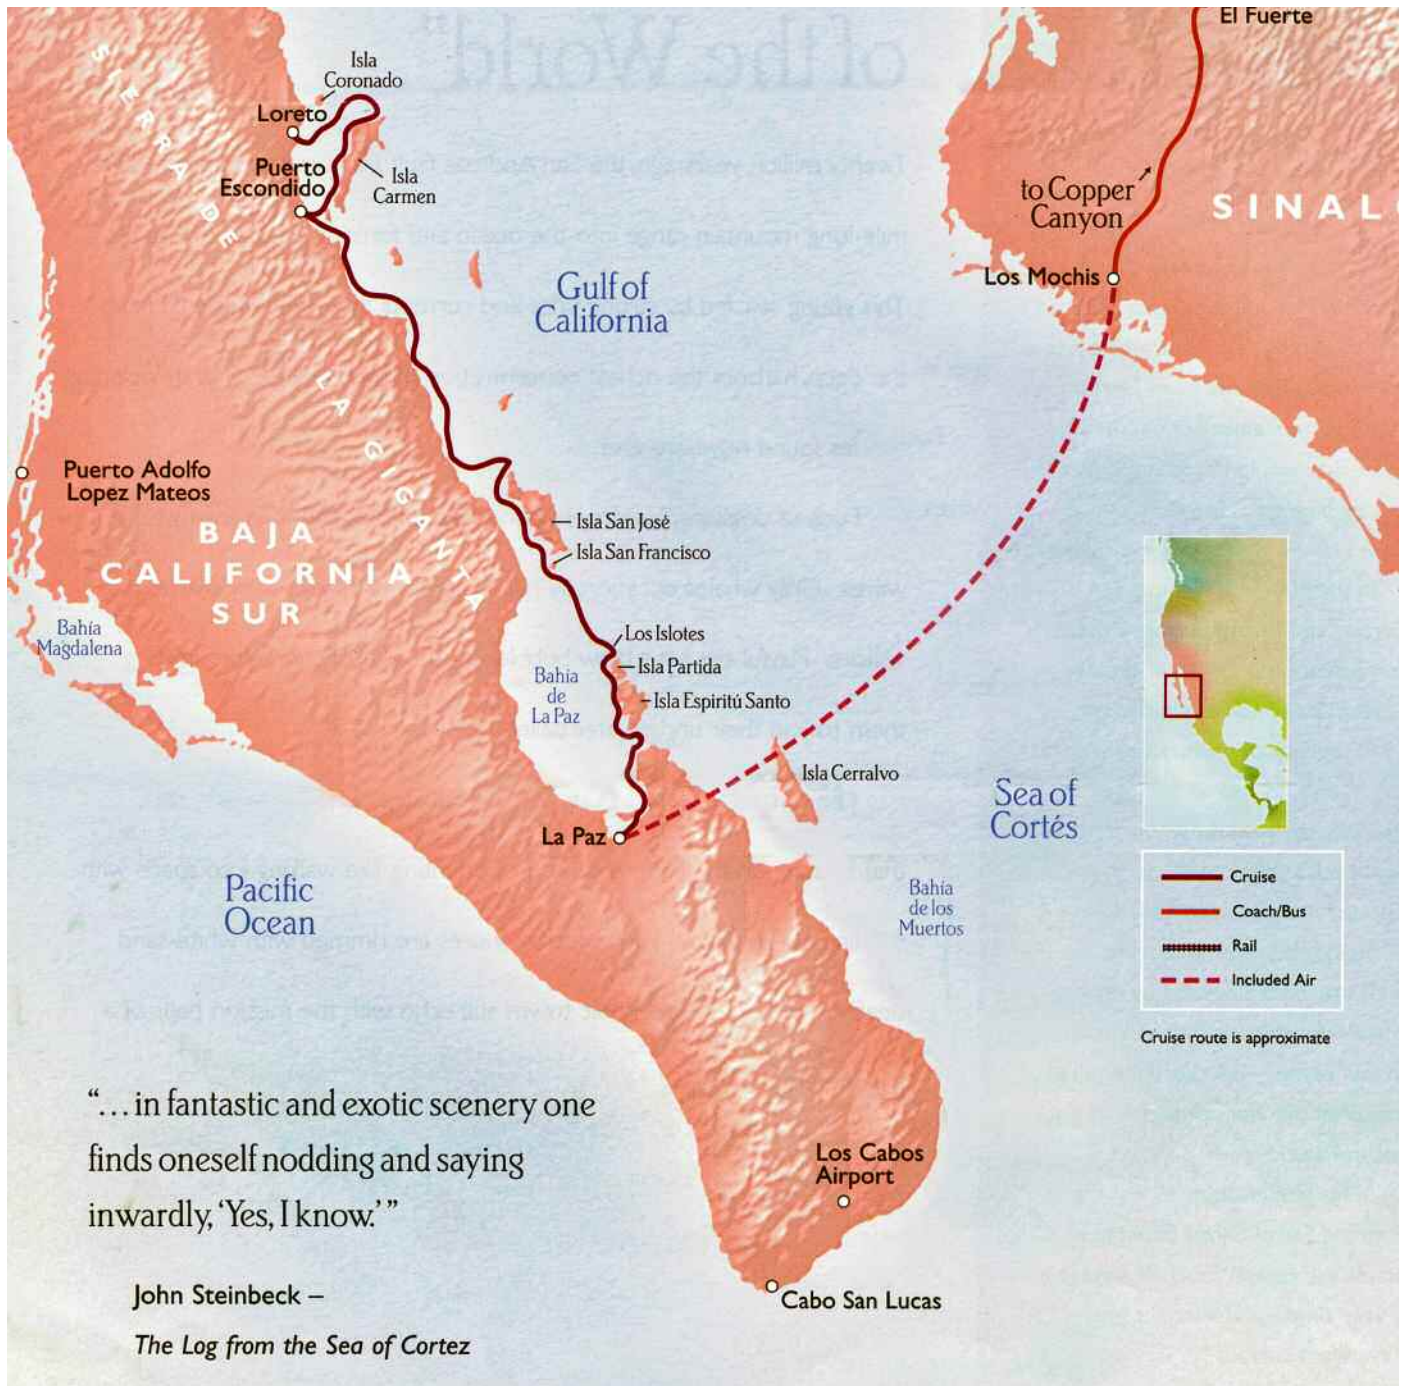 of the World"
El Fuerte
Isla
Coronado
Loreto
SIERRA DE
LA GIGANTA
Puerto
Escondido
Isla
Carmen
to Copper
Canyon
SINAL
Los Mochis
Gulf of
California
Puerto Adolfo
Lopez Mateos
BAJA
CALIFORNIA
SUR
Isla San José
Isla San Francisco
Bahía
Magdalena
Los Islotes
Isla Partida
Isla Espiritú Santo
Bahía
de
La Paz
Isla Cerralvo
Sea of
Cortés
La Paz
Pacific
Ocean
Bahía
de los
Muertos
Cruise
Coach/Bus
Rail
Included Air
Cruise route is approximate
“... in fantastic and exotic scenery one
finds oneself nodding and saying
inwardly, ‘Yes, I know.’”
John Steinbeck –
The Log from the Sea of Cortez
Los Cabos
Airport
Cabo San Lucas